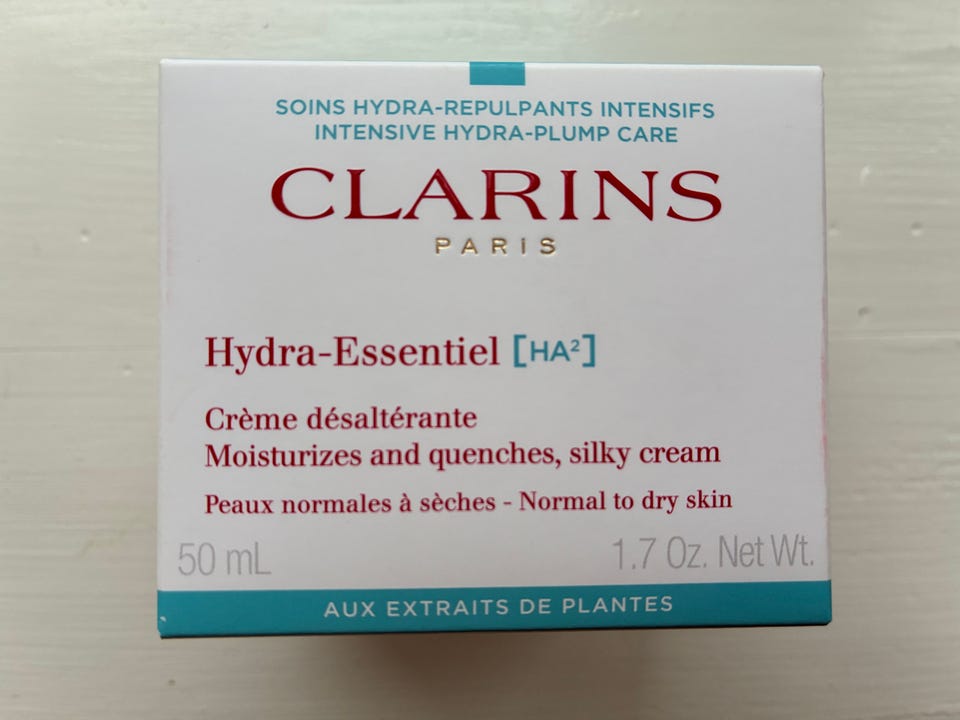 SOINS HYDRA-REPULPANTS INTENSIFS
INTENSIVE HYDRA-PLUMP CARE
CLARINS
PARIS
Hydra-Essentiel [HA²]
Crème désaltérante
Moisturizes and quenches, silky cream
Peaux normales à sèches - Normal to dry skin
50 mL 1.7 Oz. Net Wt.
AUX EXTRAITS DE PLANTES